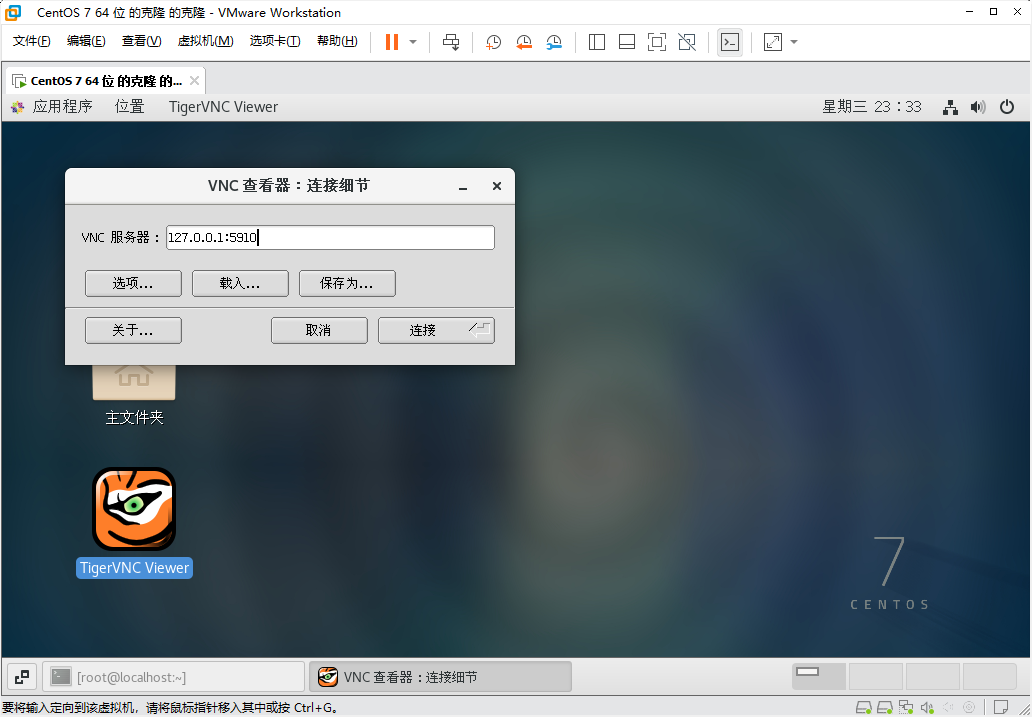 CentOS 7 64 位 的克隆 的克隆 - VMware Workstation
文件(F) 编辑(E) 查看(V) 虚拟机(M) 选项卡(T) 帮助(H)
CentOS 7 64 位 的克隆 的...
应用程序 位置 TigerVNC Viewer 星期三 23：33
VNC 查看器：连接细节
VNC 服务器： 127.0.0.1:5910
选项... 载入... 保存为...
关于... 取消 连接
主文件夹
TigerVNC Viewer
7
CENTOS
[root@localhost:~] VNC 查看器：连接细节
要将输入定向到该虚拟机，请将鼠标指针移入其中或按 Ctrl+G。